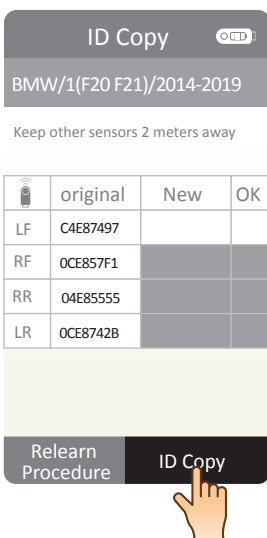 ID Copy
BMW/1(F20 F21)/2014-2019
Keep other sensors 2 meters away
original New OK
LF C4E87497
RF 0CE857F1
RR 04E85555
LR 0CE8742B
Relearn
Procedure
ID Copy